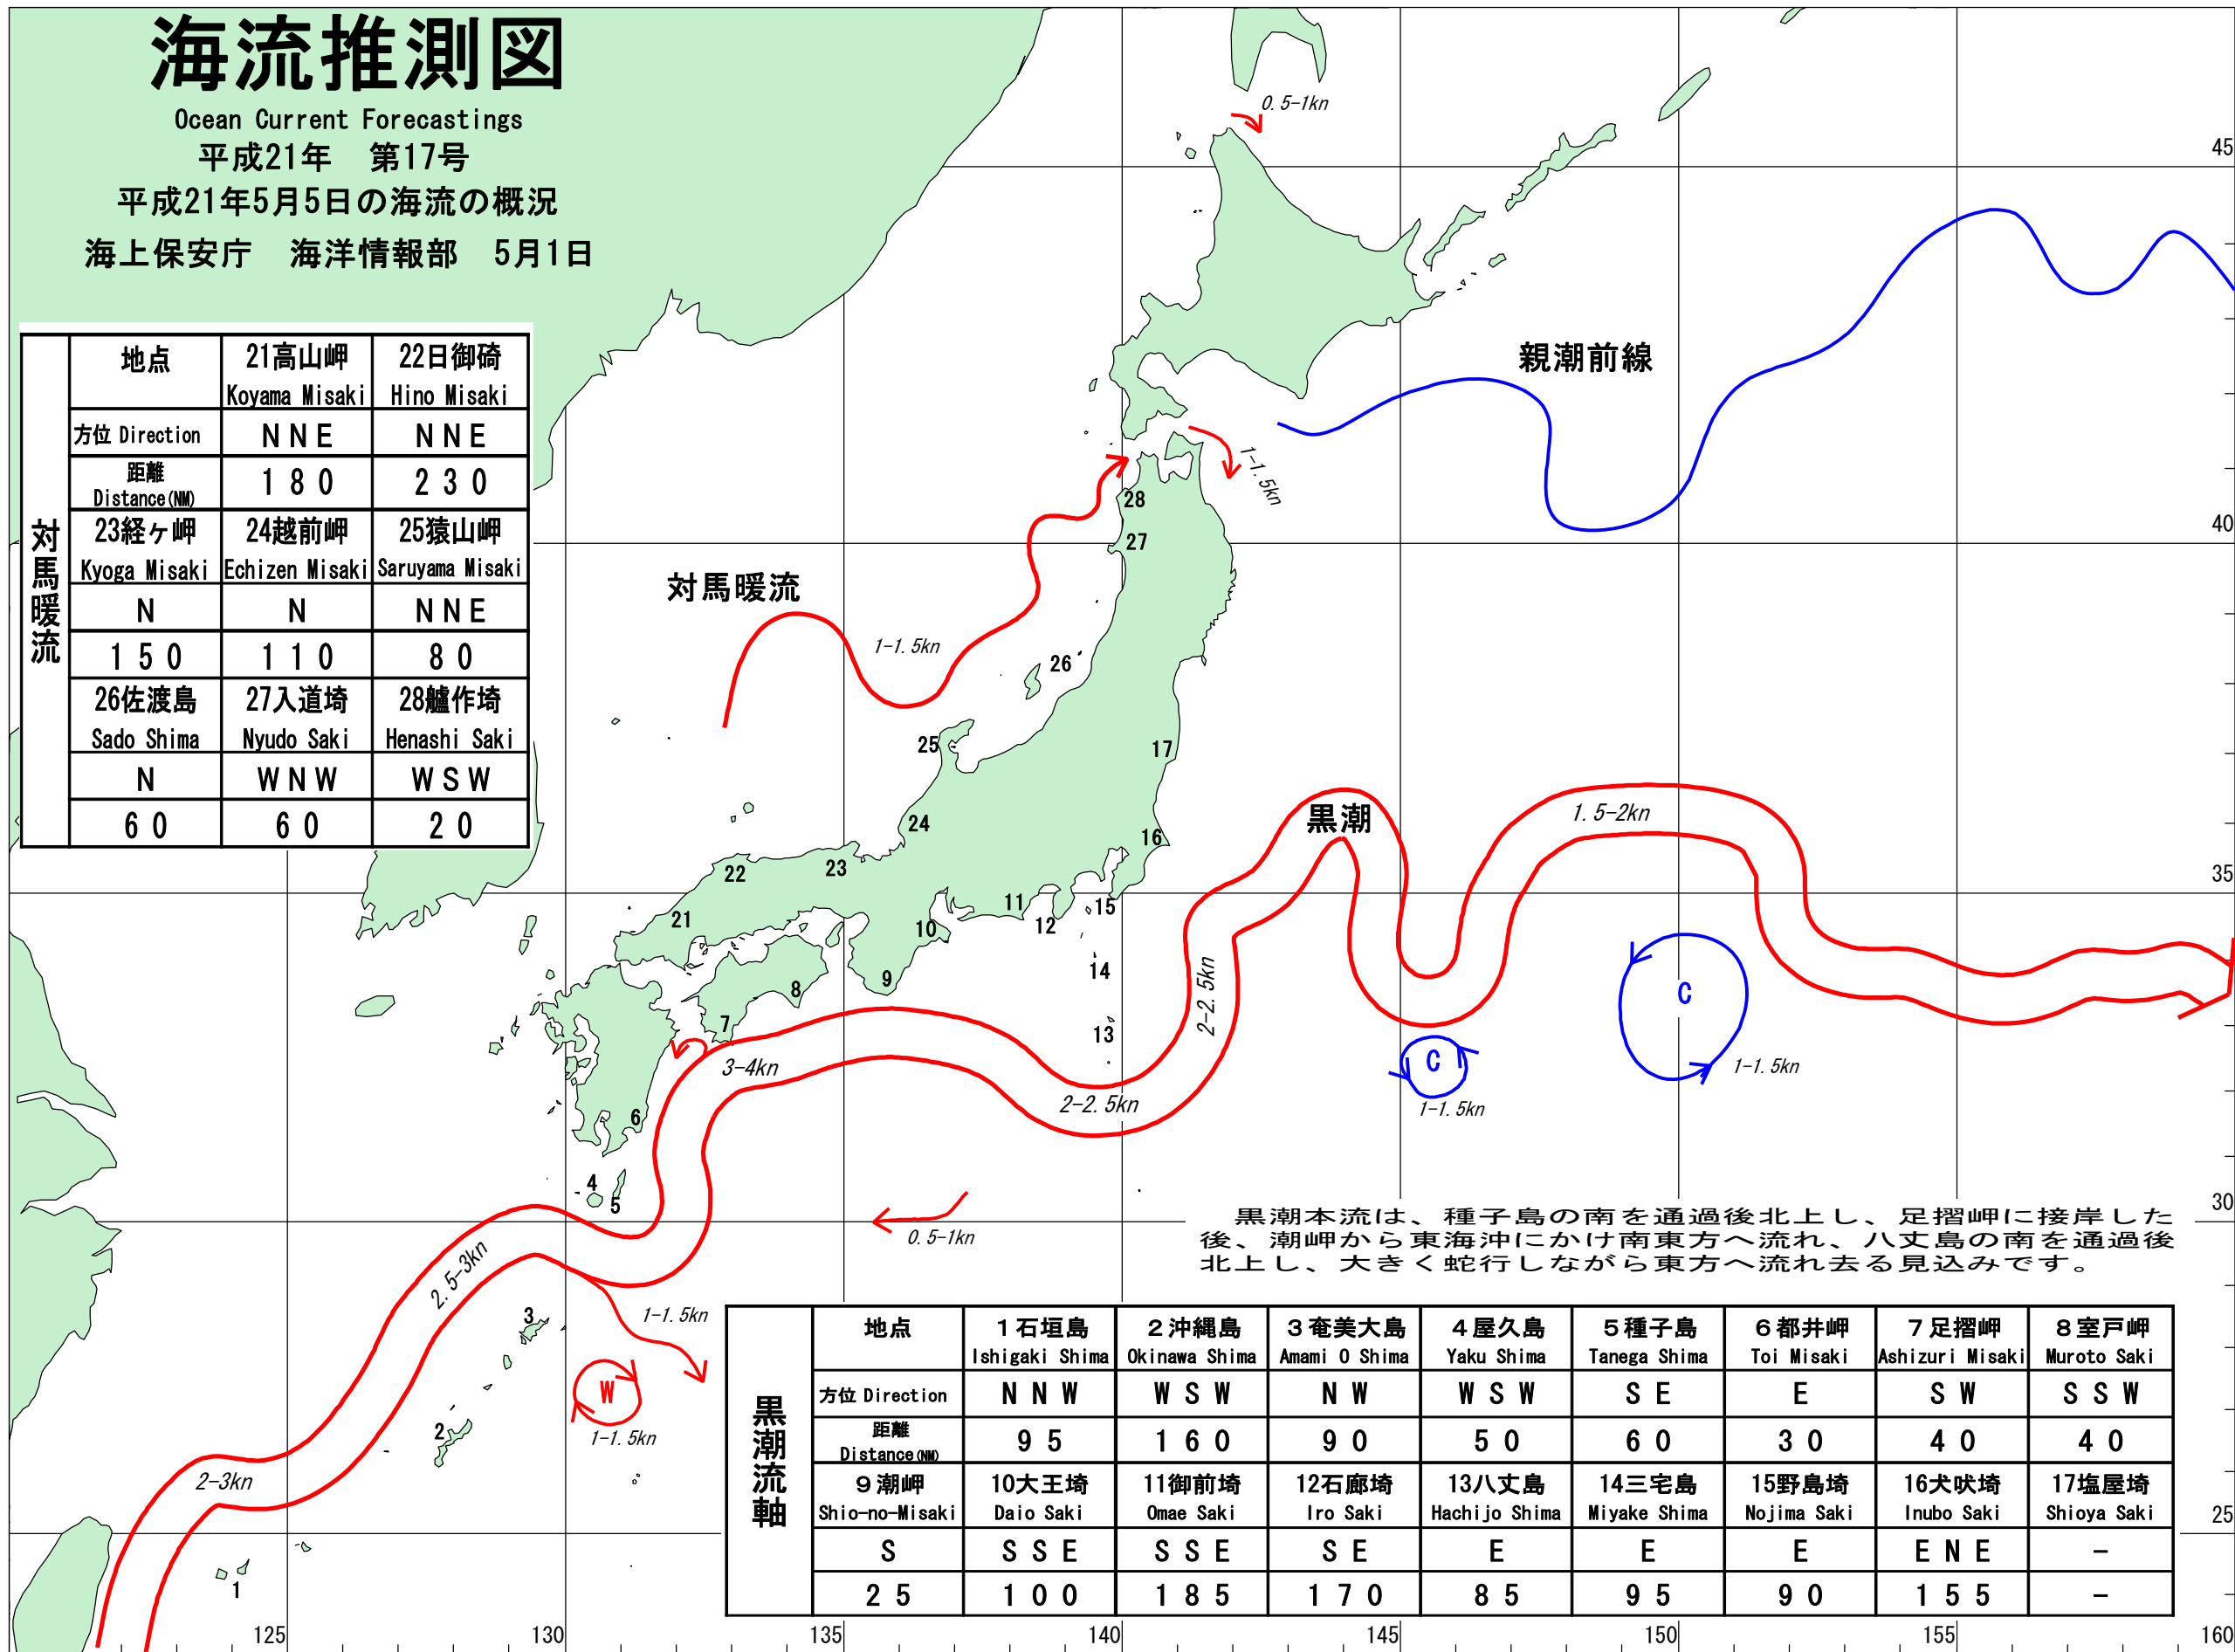 海流推測図
Ocean Current Forecastings
平成21年 第17号
平成21年5月5日の海流の概況
海上保安庁 海洋情報部 5月1日
対馬暖流
地点 21高山岬 22日御碕
Koyama Misaki Hino Misaki
方位 Direction NNE NNE
距離 180 230
Distance(NM)
23経ヶ岬 24越前岬 25猿山岬
Kyoga Misaki Echizen Misaki Saruyama Misaki
N N NNE
150 110 80
26佐渡島 27入道埼 28艫作埼
Sado Shima Nyudo Saki Henashi Saki
N WNW WSW
60 60 20
0.5-1kn
45
親潮前線
1-1.5kn
28
40
27
対馬暖流
1-1.5kn
26
25
17
24
黒潮
1.5-2kn
16
23
22
35
11
15
21
10
12
14
9
8
C
2-2.5kn
7
13
3-4kn
C
1-1.5kn
2-2.5kn
1-1.5kn
6
4
5
30
0.5-1kn
2.5-3kn
黒潮本流は、種子島の南を通過後北上し、足摺岬に接岸した
後、潮岬から東海沖にかけ南東方へ流れ、八丈島の南を通過後
北上し、大きく蛇行しながら東方へ流れ去る見込みです。
3
1-1.5kn
W
2
1-1.5kn
2-3kn
25
1
黒潮流軸
地点 1石垣島 2沖縄島 3奄美大島 4屋久島 5種子島 6都井岬 7足摺岬 8室戸岬
Ishigaki Shima Okinawa Shima Amami O Shima Yaku Shima Tanega Shima Toi Misaki Ashizuri Misaki Muroto Saki
方位 Direction NNW WSW NW WSW SE E SW SSW
距離 95 160 90 50 60 30 40 40
Distance(NM)
9潮岬 10大王埼 11御前埼 12石廊埼 13八丈島 14三宅島 15野島埼 16犬吠埼 17塩屋埼
Shio-no-Misaki Daio Saki Omae Saki Iro Saki Hachijo Shima Miyake Shima Nojima Saki Inubo Saki Shioya Saki
S SSE SSE SE E E E ENE −
25 100 185 170 85 95 90 155 −
125 130 135 140 145 150 155 160